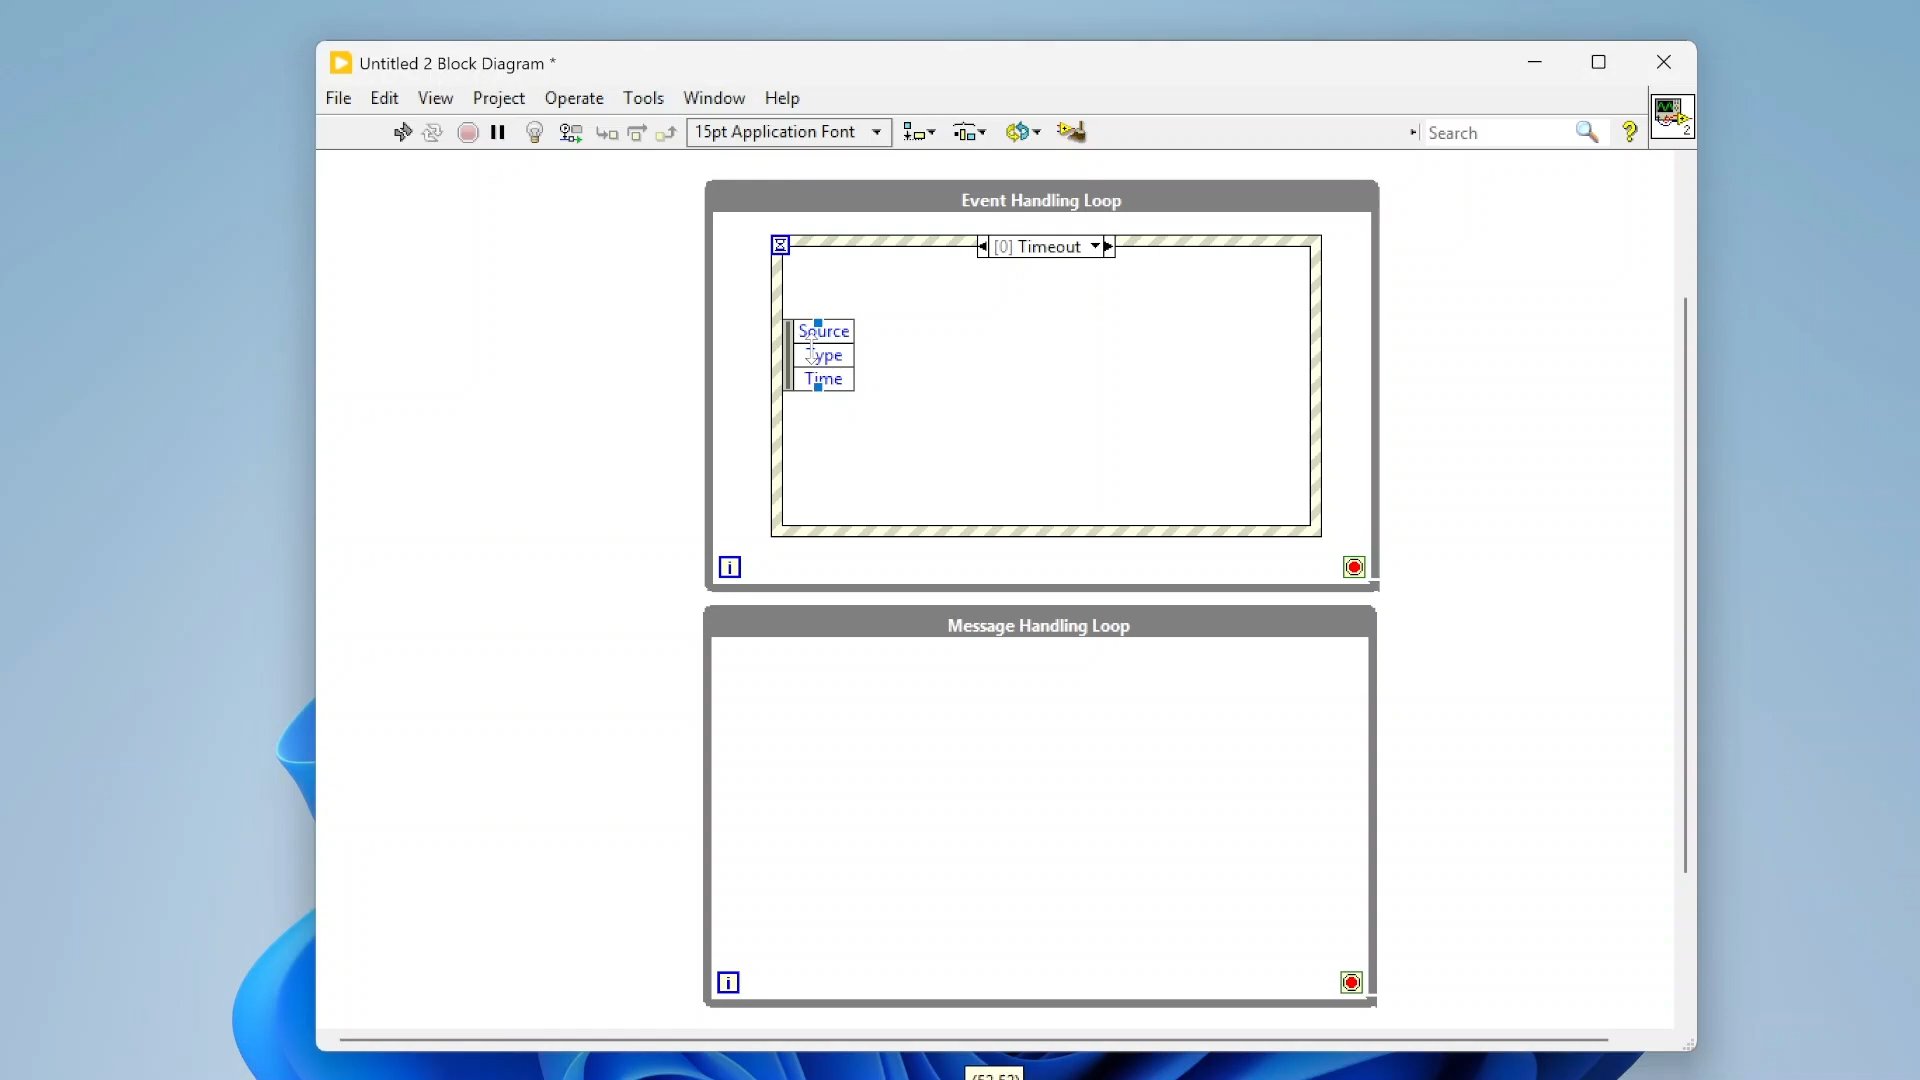 Untitled 2 Block Diagram *
File Edit View Project Operate Tools Window Help
15pt Application Font
Search
2
Event Handling Loop
[0] Timeout
Source
Type
Time
i
Message Handling Loop
i